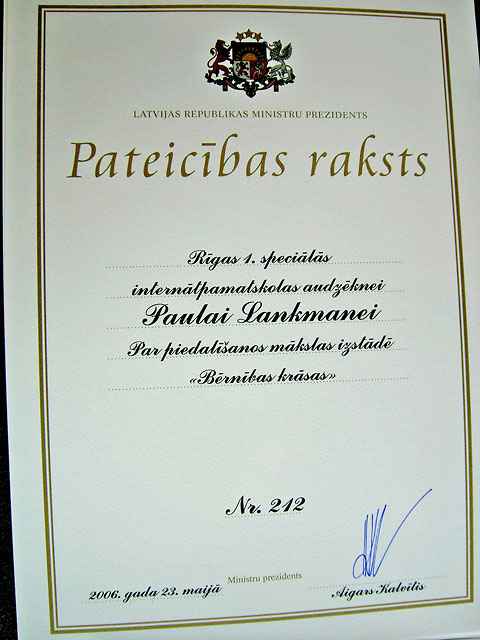 LATVIJAS REPUBLIKAS MINISTRU PREZIDENTS
Pateicības raksts
Rīgas 1. speciālās
internātpamatskolas audzēknei
Paulai Lankmanei
Par piedalīšanos mākslas izstādē
«Bērnības krāsas»
Nr. 212
Ministru prezidents
2006. gada 23. maijā
Aigars Kalvītis